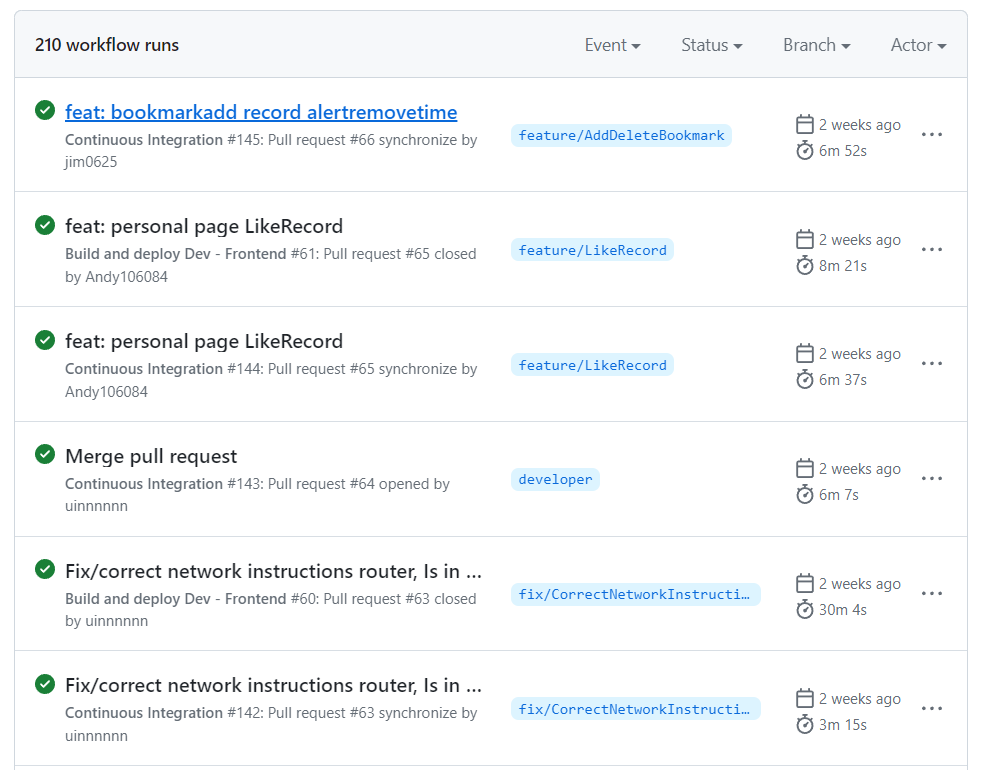 210 workflow runs Event Status Branch Actor
feat: bookmarkadd record alertremovetime
Continuous Integration #145: Pull request #66 synchronize by
jim0625
feature/AddDeleteBookmark
2 weeks ago
6m 52s
feat: personal page LikeRecord
Build and deploy Dev - Frontend #61: Pull request #65 closed
by Andy106084
feature/LikeRecord
2 weeks ago
8m 21s
feat: personal page LikeRecord
Continuous Integration #144: Pull request #65 synchronize by
Andy106084
feature/LikeRecord
2 weeks ago
6m 37s
Merge pull request
Continuous Integration #143: Pull request #64 opened by
uinnnnnn
developer
2 weeks ago
6m 7s
Fix/correct network instructions router, Is in ...
Build and deploy Dev - Frontend #60: Pull request #63 closed
by uinnnnnn
fix/CorrectNetworkInstructi…
2 weeks ago
30m 4s
Fix/correct network instructions router, Is in ...
Continuous Integration #142: Pull request #63 synchronize by
uinnnnnn
fix/CorrectNetworkInstructi…
2 weeks ago
3m 15s